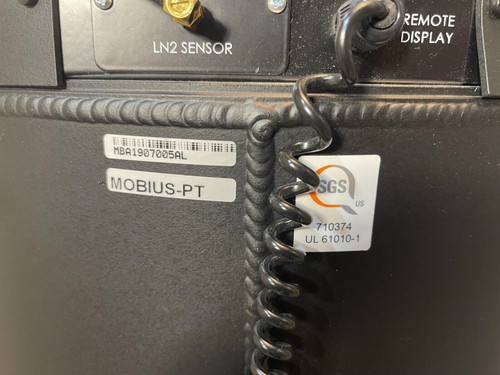 LN2 SENSOR
REMOTE
DISPLAY
MBA1907005AL
MOBIUS-PT
SGS
US
710374
UL 61010-1